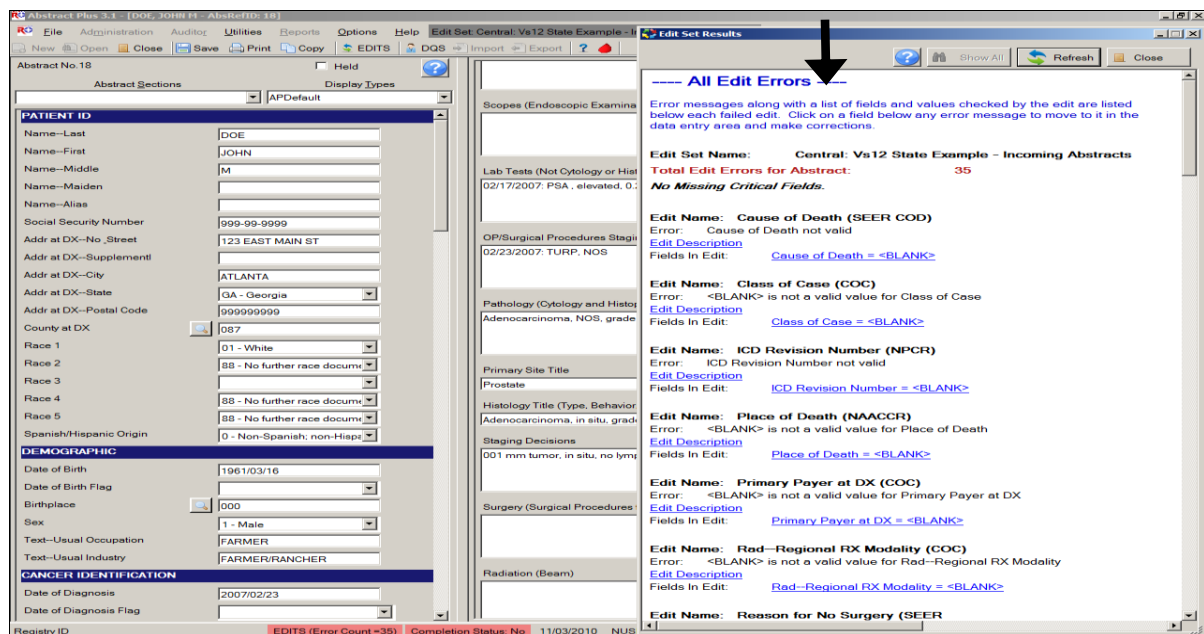 Abstract Plus 3.1 - [DOE, JOHN M - AbsRefID: 18]
File Administration Auditor Utilities Reports Options Help Edit Set: Central: Vs12 State Example - In
New Open Close Save Print Copy EDITS DQS Import Export ?
Abstract No.18 Held ?
Abstract Sections Display Types
APDefault
PATIENT ID
Name--Last DOE
Name--First JOHN
Name--Middle M
Name--Maiden
Name--Alias
Social Security Number 999-99-9999
Addr at DX--No_Street 123 EAST MAIN ST
Addr at DX--Supplementl
Addr at DX--City ATLANTA
Addr at DX--State GA - Georgia
Addr at DX--Postal Code 999999999
County at DX 087
Race 1 01 - White
Race 2 88 - No further race docume
Race 3
Race 4 88 - No further race docume
Race 5 88 - No further race docume
Spanish/Hispanic Origin 0 - Non-Spanish; non-Hispa
DEMOGRAPHIC
Date of Birth 1961/03/16
Date of Birth Flag
Birthplace 000
Sex 1 - Male
Text--Usual Occupation FARMER
Text--Usual Industry FARMER/RANCHER
CANCER IDENTIFICATION
Date of Diagnosis 2007/02/23
Date of Diagnosis Flag
Scopes (Endoscopic Examina
Lab Tests (Not Cytology or Hist
02/17/2007: PSA , elevated, 0.
OP/Surgical Procedures Stagi
02/23/2007: TURP, NOS
Pathology (Cytology and Histop
Adenocarcinoma, NOS, grade
Primary Site Title
Prostate
Histology Title (Type, Behavior
Adenocarcinoma, in situ, grad
Staging Decisions
001 mm tumor, in situ, no lymp
Surgery (Surgical Procedures
Radiation (Beam)
Edit Set Results
? Show All Refresh Close
---- All Edit Errors ----
Error messages along with a list of fields and values checked by the edit are listed
below each failed edit. Click on a field below any error message to move to it in the
data entry area and make corrections.
Edit Set Name: Central: Vs12 State Example - Incoming Abstracts
Total Edit Errors for Abstract: 35
No Missing Critical Fields.
Edit Name: Cause of Death (SEER COD)
Error: Cause of Death not valid
Edit Description
Fields In Edit: Cause of Death = <BLANK>
Edit Name: Class of Case (COC)
Error: <BLANK> is not a valid value for Class of Case
Edit Description
Fields In Edit: Class of Case = <BLANK>
Edit Name: ICD Revision Number (NPCR)
Error: ICD Revision Number not valid
Edit Description
Fields In Edit: ICD Revision Number = <BLANK>
Edit Name: Place of Death (NAACCR)
Error: <BLANK> is not a valid value for Place of Death
Edit Description
Fields In Edit: Place of Death = <BLANK>
Edit Name: Primary Payer at DX (COC)
Error: <BLANK> is not a valid value for Primary Payer at DX
Edit Description
Fields In Edit: Primary Payer at DX = <BLANK>
Edit Name: Rad--Regional RX Modality (COC)
Error: <BLANK> is not a valid value for Rad--Regional RX Modality
Edit Description
Fields In Edit: Rad--Regional RX Modality = <BLANK>
Edit Name: Reason for No Surgery (SEER
Registry ID EDITS (Error Count =35) Completion Status: No 11/03/2010 NUS